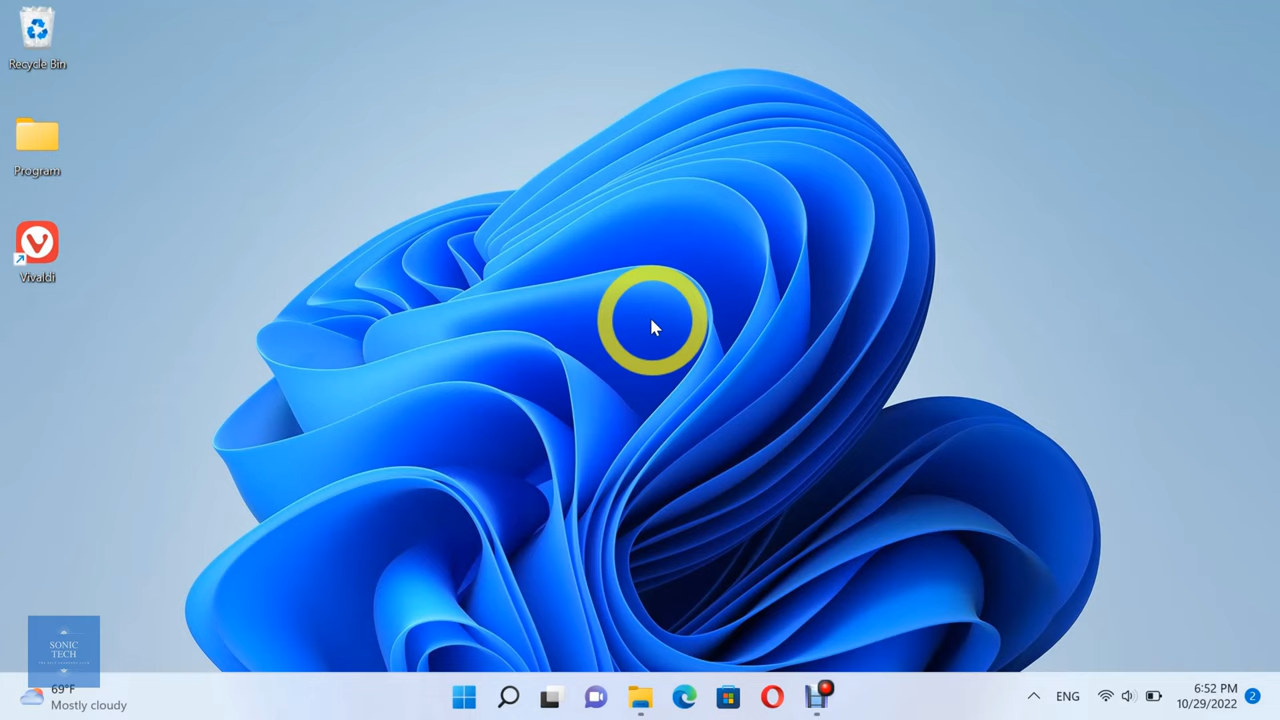 Recycle Bin
Program
Vivaldi
SONIC
TECH
69°F
Mostly cloudy
ENG
6:52 PM
10/29/2022
2